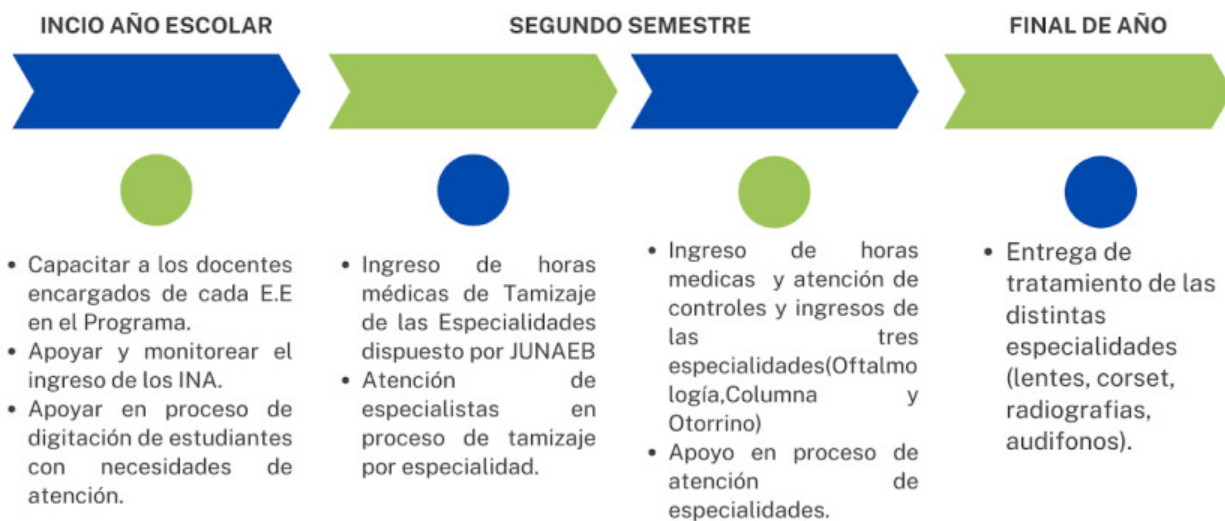 INCIO AÑO ESCOLAR
SEGUNDO SEMESTRE
FINAL DE AÑO
• Capacitar a los docentes
encargados de cada E.E
en el Programa.
• Apoyar y monitorear el
ingreso de los INA.
• Apoyar en proceso de
digitación de estudiantes
con necesidades de
atención.
• Ingreso de horas
médicas de Tamizaje
de las Especialidades
dispuesto por JUNAEB
• Atención de
especialistas en
proceso de tamizaje
por especialidad.
• Ingreso de horas
medicas y atención de
controles y ingresos de
las tres
especialidades(Oftalmo
logía,Columna y
Otorrino)
• Apoyo en proceso de
atención de
especialidades.
• Entrega de
tratamiento de las
distintas
especialidades
(lentes, corset,
radiografias,
audifonos).